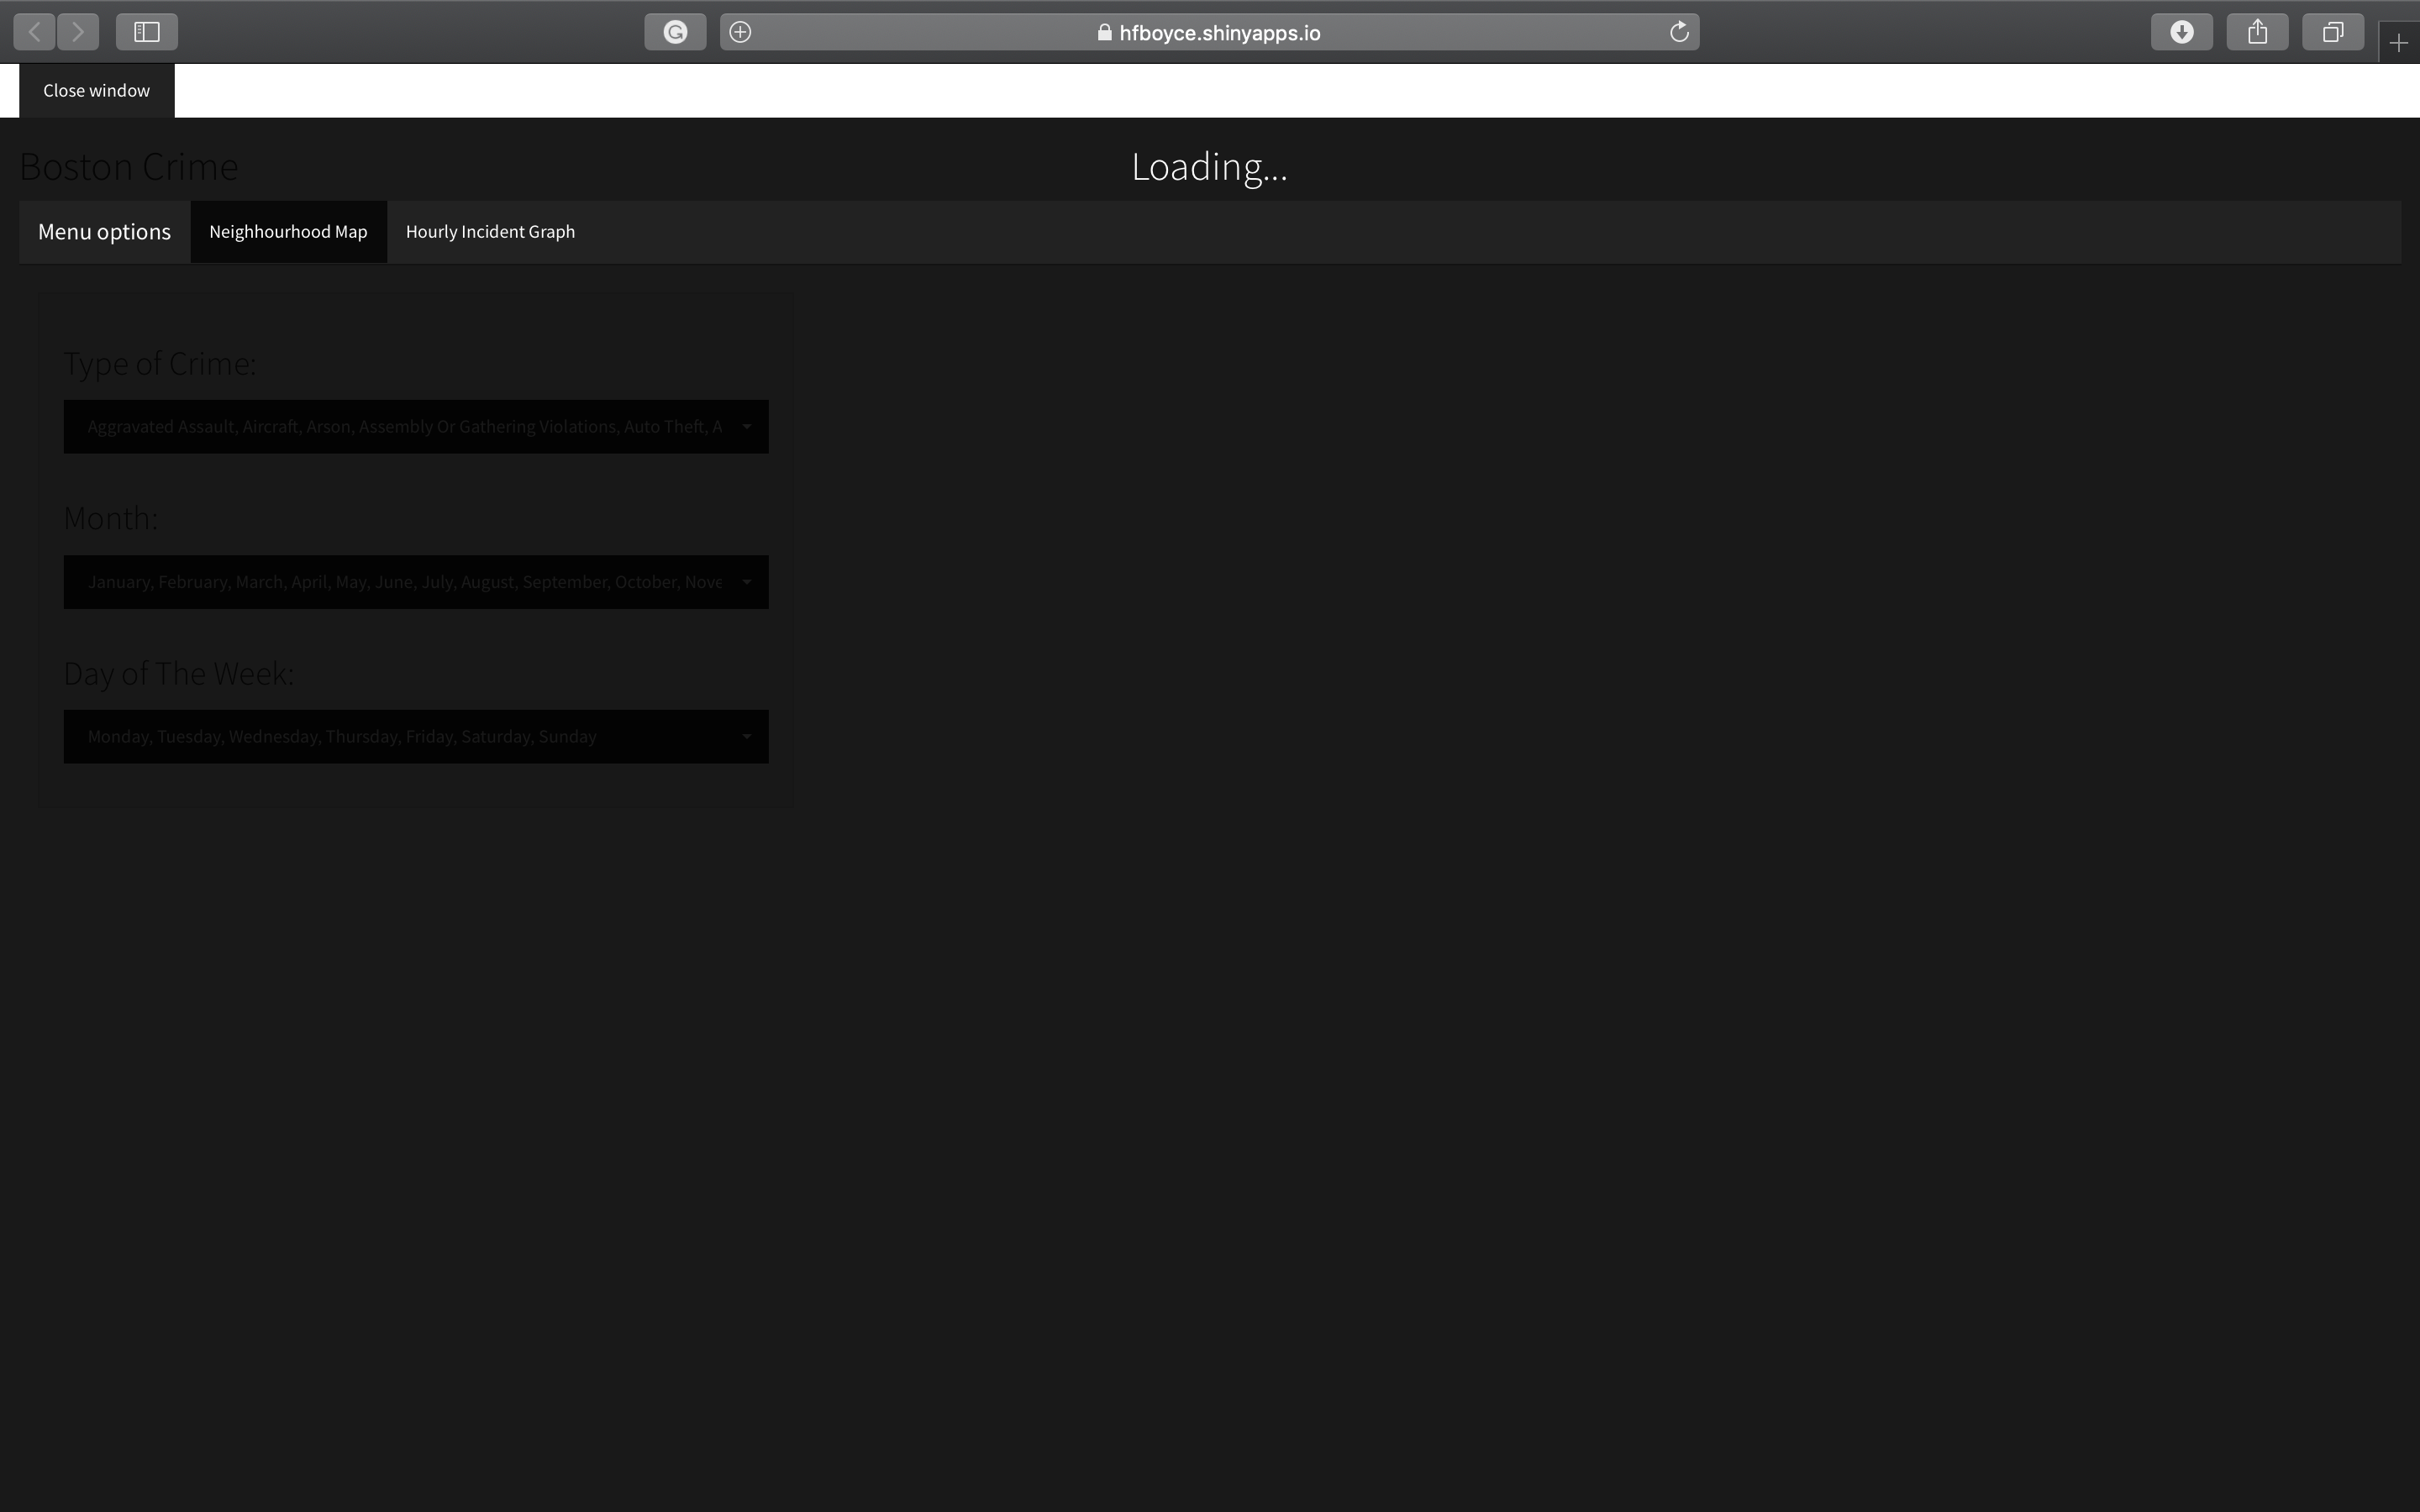 hfboyce.shinyapps.io
Close window
Boston Crime
Loading...
Menu options
Neighhourhood Map
Hourly Incident Graph
Type of Crime:
Aggravated Assault, Aircraft, Arson, Assembly Or Gathering Violations, Auto Theft, A
Month:
January, February, March, April, May, June, July, August, September, October, Nove
Day of The Week:
Monday, Tuesday, Wednesday, Thursday, Friday, Saturday, Sunday